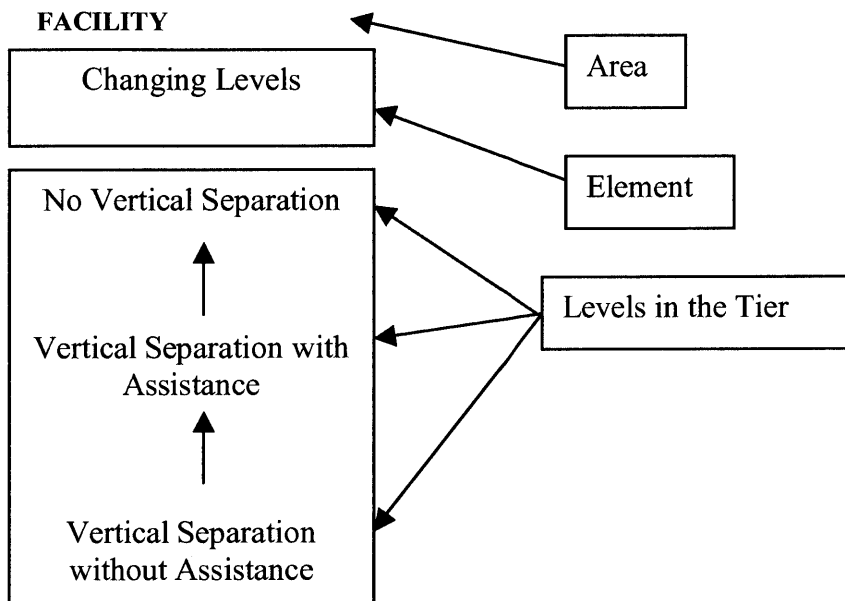 FACILITY
Area
Changing Levels
Element
No Vertical Separation
Levels in the Tier
Vertical Separation with
Assistance
Vertical Separation
without Assistance